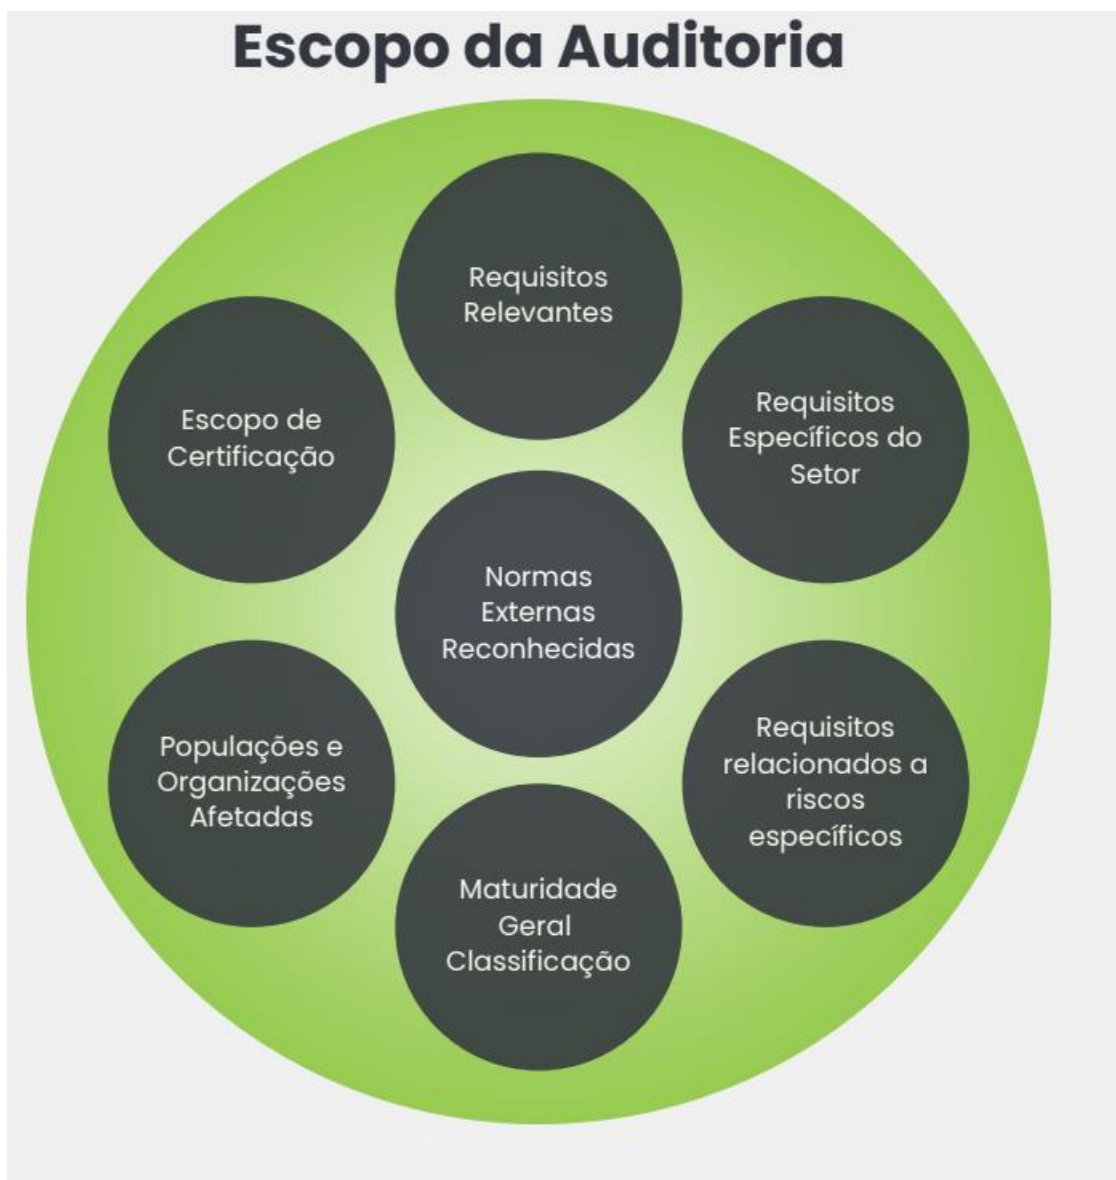 Escopo da Auditoria
Requisitos
Relevantes
Escopo de
Certificação
Requisitos
Específicos do
Setor
Normas
Externas
Reconhecidas
Populações e
Organizações
Afetadas
Requisitos
relacionados a
riscos
específicos
Maturidade
Geral
Classificação